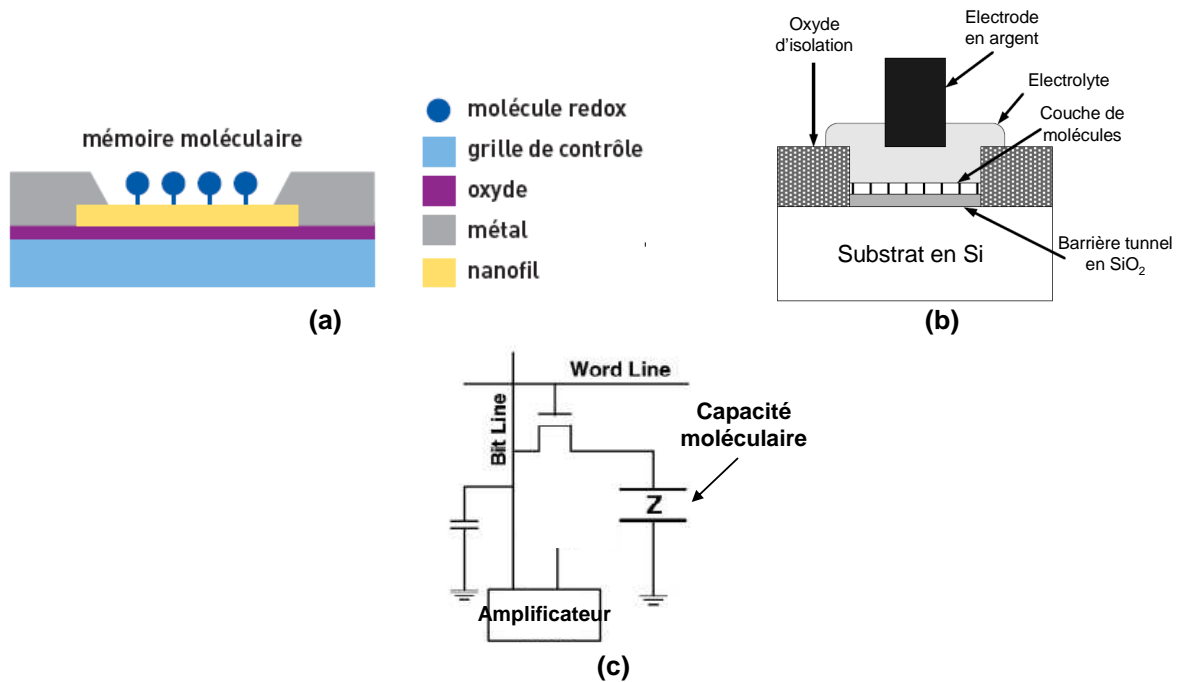 mémoire moléculaire
molécule redox
grille de contrôle
oxyde
métal
nanofil
(a)
Oxyde
d'isolation
Electrode
en argent
Electrolyte
Couche de
molécules
Substrat en Si
Barrière tunnel
en SiO2
(b)
Word Line
Bit Line
Capacité
moléculaire
Z
Amplificateur
(c)